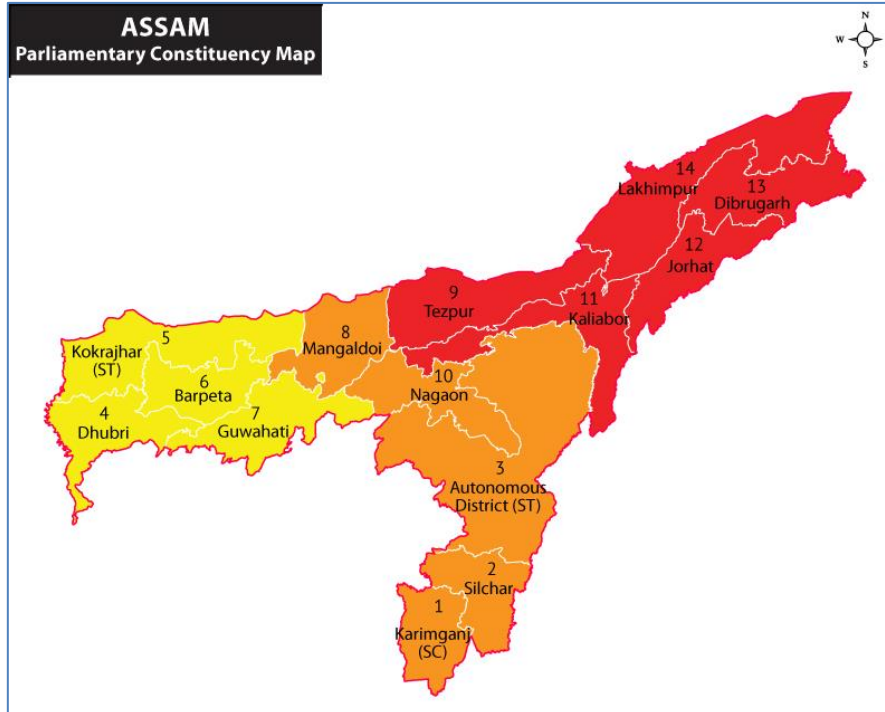 ASSAM
Parliamentary Constituency Map
N
W
S
14
Lakhimpur
13
Dibrugarh
12
Jorhat
9
Tezpur
11
Kaliabor
5
Kokrajhar
(ST)
8
Mangaldoi
6
Barpeta
10
Nagaon
4
Dhubri
7
Guwahati
3
Autonomous
District (ST)
2
Silchar
1
Karimganj
(SC)